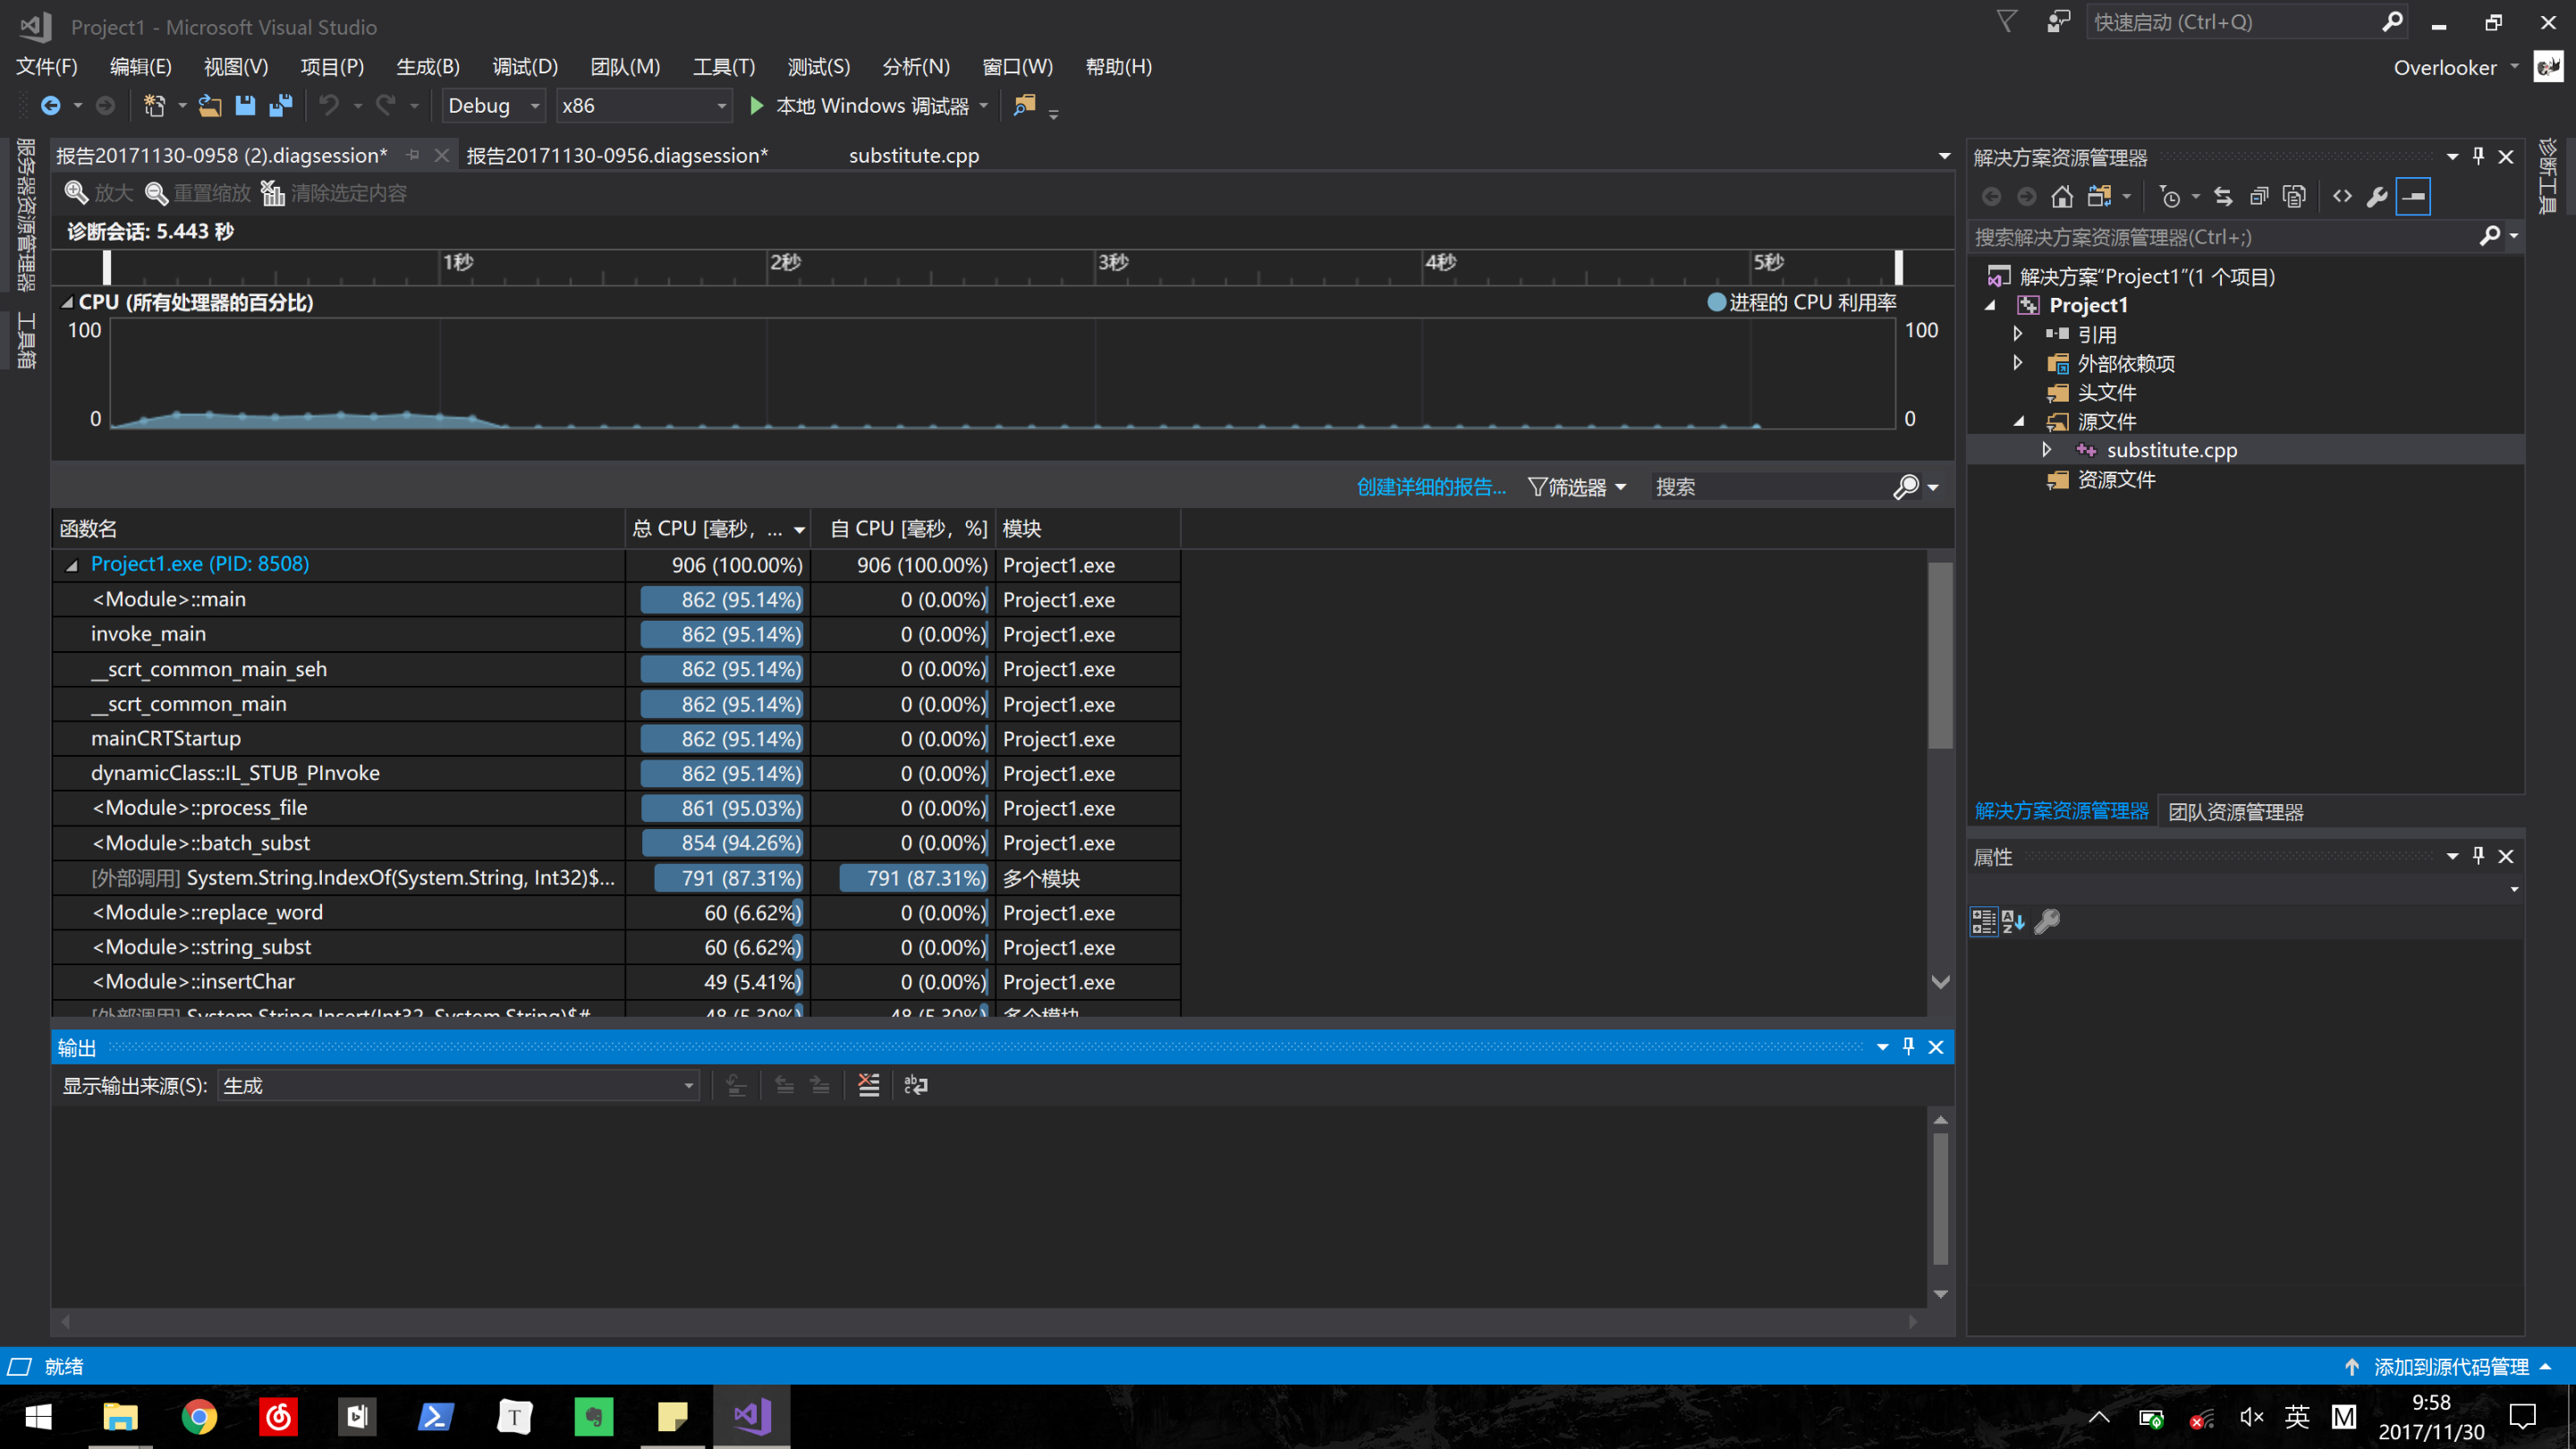 Project1 - Microsoft Visual Studio
快速启动 (Ctrl+Q)
文件(F) 编辑(E) 视图(V) 项目(P) 生成(B) 调试(D) 团队(M) 工具(T) 测试(S) 分析(N) 窗口(W) 帮助(H)
Overlooker
Debug x86 本地 Windows 调试器
服务器资源管理器
工具箱
报告20171130-0958 (2).diagsession* 报告20171130-0956.diagsession* substitute.cpp
放大 重置缩放 清除选定内容
诊断会话: 5.443 秒
1秒 2秒 3秒 4秒 5秒
CPU (所有处理器的百分比) 进程的 CPU 利用率
100 100
0 0
创建详细的报告... 筛选器 搜索
函数名 总 CPU [毫秒, ... 自 CPU [毫秒, %] 模块
Project1.exe (PID: 8508) 906 (100.00%) 906 (100.00%) Project1.exe
<Module>::main 862 (95.14%) 0 (0.00%) Project1.exe
invoke_main 862 (95.14%) 0 (0.00%) Project1.exe
__scrt_common_main_seh 862 (95.14%) 0 (0.00%) Project1.exe
__scrt_common_main 862 (95.14%) 0 (0.00%) Project1.exe
mainCRTStartup 862 (95.14%) 0 (0.00%) Project1.exe
dynamicClass::IL_STUB_PInvoke 862 (95.14%) 0 (0.00%) Project1.exe
<Module>::process_file 861 (95.03%) 0 (0.00%) Project1.exe
<Module>::batch_subst 854 (94.26%) 0 (0.00%) Project1.exe
[外部调用] System.String.IndexOf(System.String, Int32)$... 791 (87.31%) 791 (87.31%) 多个模块
<Module>::replace_word 60 (6.62%) 0 (0.00%) Project1.exe
<Module>::string_subst 60 (6.62%) 0 (0.00%) Project1.exe
<Module>::insertChar 49 (5.41%) 0 (0.00%) Project1.exe
[外部调用] System.String.Insert(Int32, System.String)$# 48 (5.30%) 48 (5.30%) 多个模块
输出
显示输出来源(S): 生成
解决方案资源管理器
搜索解决方案资源管理器(Ctrl+;)
解决方案"Project1"(1 个项目)
Project1
引用
外部依赖项
头文件
源文件
substitute.cpp
资源文件
解决方案资源管理器 团队资源管理器
属性
诊断工具
就绪 添加到源代码管理
英 M
9:58
2017/11/30